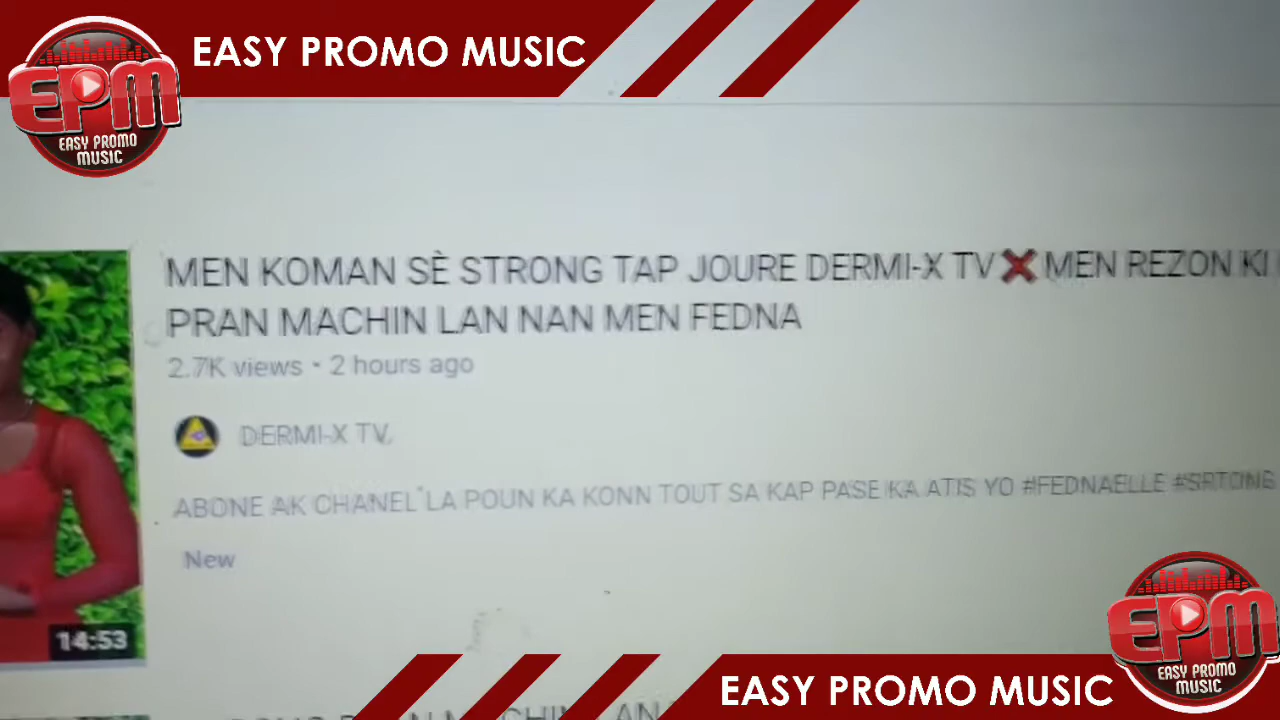 EASY PROMO MUSIC
EPM
EASY PROMO
MUSIC
MEN KOMAN SÈ STRONG TAP JOURE DERMI-X TV❌MEN REZON KI
PRAN MACHIN LAN NAN MEN FEDNA
2.7K views • 2 hours ago
DERMI-X TV
ABONE AK CHANEL LA POUN KA KONN TOUT SA KAP PASE KA ATIS YO #FEDNAELLE #SRTONG
New
14:53
EPM
EASY PROMO
MUSIC
EASY PROMO MUSIC